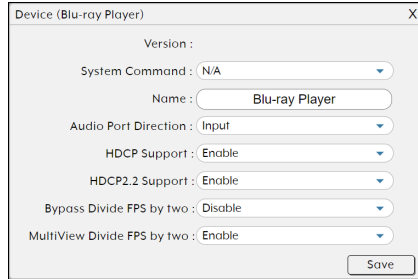 Device (Blu-ray Player) X
Version :
System Command : N/A
Name : Blu-ray Player
Audio Port Direction : Input
HDCP Support : Enable
HDCP2.2 Support : Enable
Bypass Divide FPS by two : Disable
MultiView Divide FPS by two : Enable
Save